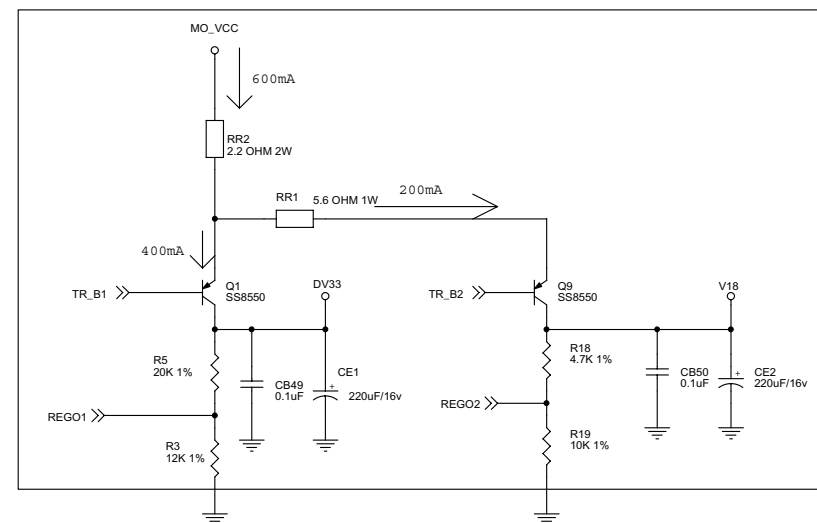 MO_VCC
600mA
RR2
2.2 OHM 2W
RR1
5.6 OHM 1W
200mA
400mA
TR_B1
Q1
SS8550
DV33
TR_B2
Q9
SS8550
V18
R5
20K 1%
CB49
0.1uF
CE1
+
220uF/16v
R18
4.7K 1%
CB50
0.1uF
CE2
+
220uF/16v
REGO1
REGO2
R3
12K 1%
R19
10K 1%